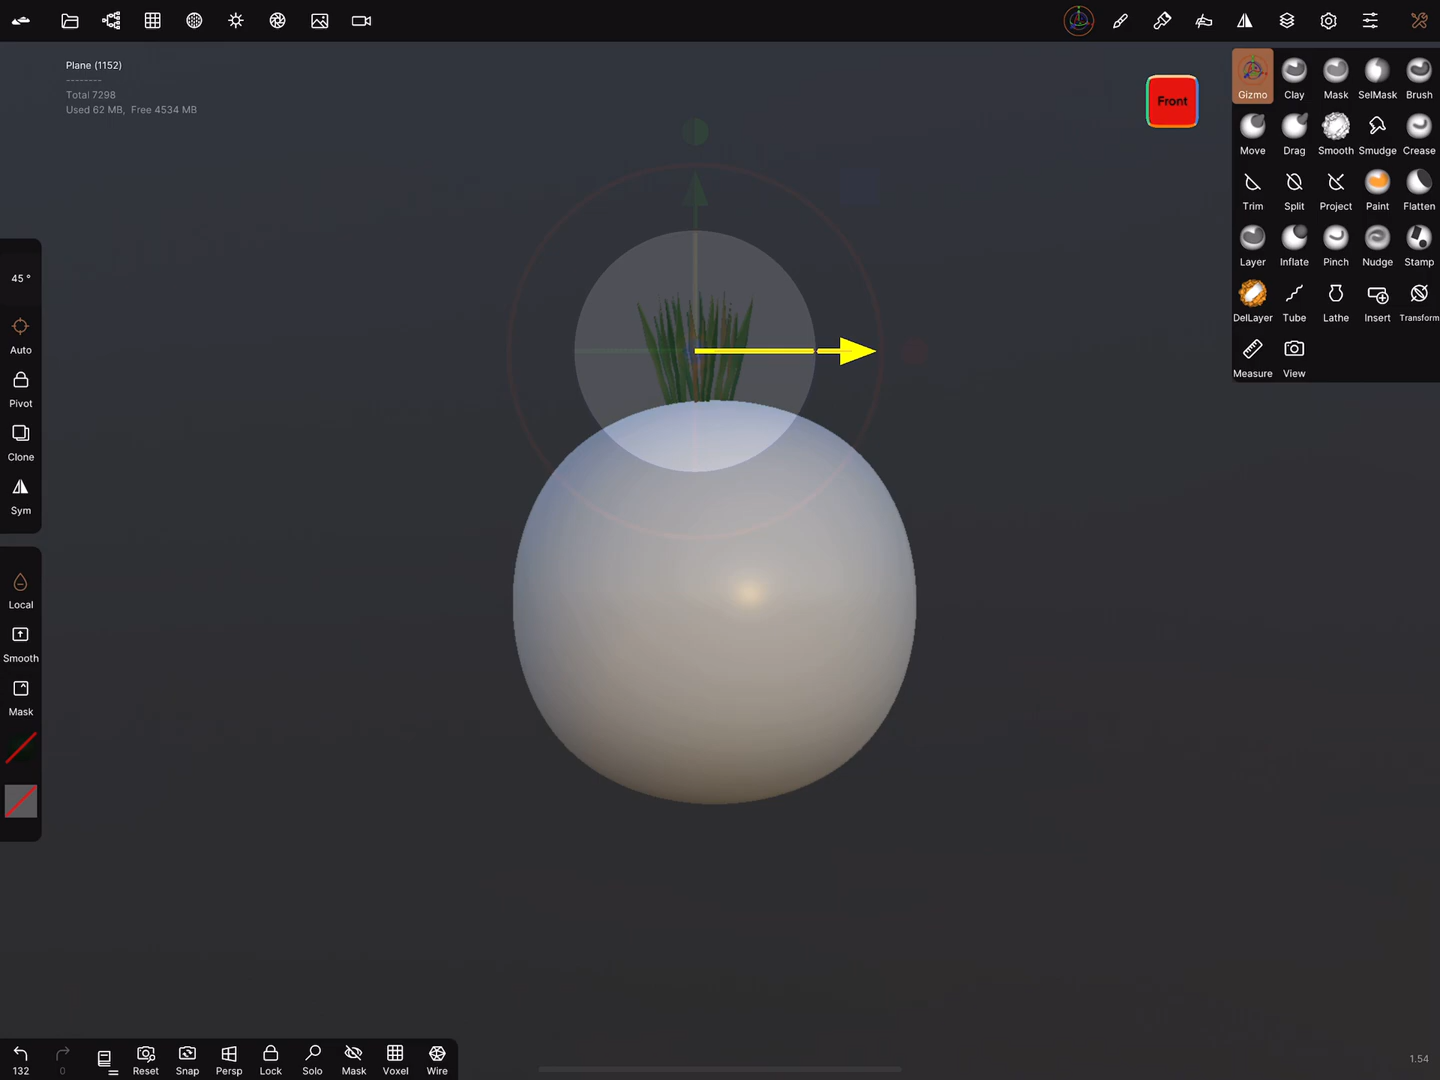 Plane (1152)
--------
Total 7298
Used 62 MB, Free 4534 MB
Front
Gizmo Clay Mask SelMask Brush
Move Drag Smooth Smudge Crease
Trim Split Project Paint Flatten
Layer Inflate Pinch Nudge Stamp
DelLayer Tube Lathe Insert Transform
Measure View
45 °
Auto
Pivot
Clone
Sym
Local
Smooth
Mask
132 0 Reset Snap Persp Lock Solo Mask Voxel Wire
1.54